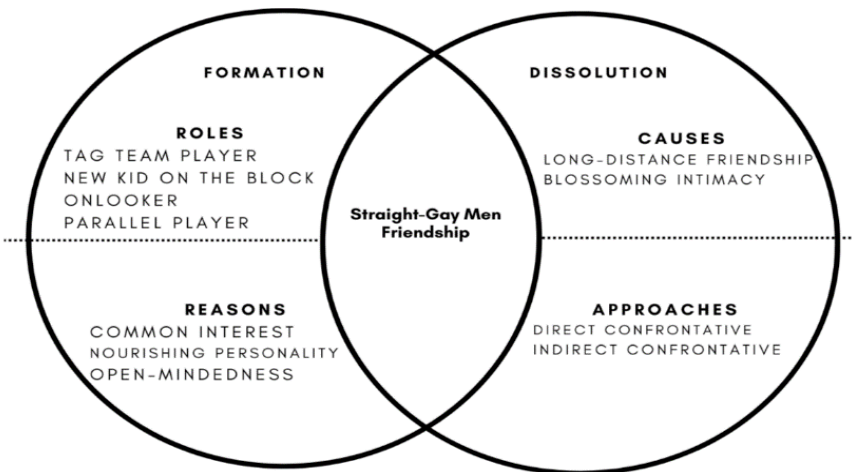 FORMATION
ROLES
TAG TEAM PLAYER
NEW KID ON THE BLOCK
ONLOOKER
PARALLEL PLAYER
REASONS
COMMON INTEREST
NOURISHING PERSONALITY
OPEN-MINDEDNESS
Straight-Gay Men
Friendship
DISSOLUTION
CAUSES
LONG-DISTANCE FRIENDSHIP
BLOSSOMING INTIMACY
APPROACHES
DIRECT CONFRONTATIVE
INDIRECT CONFRONTATIVE